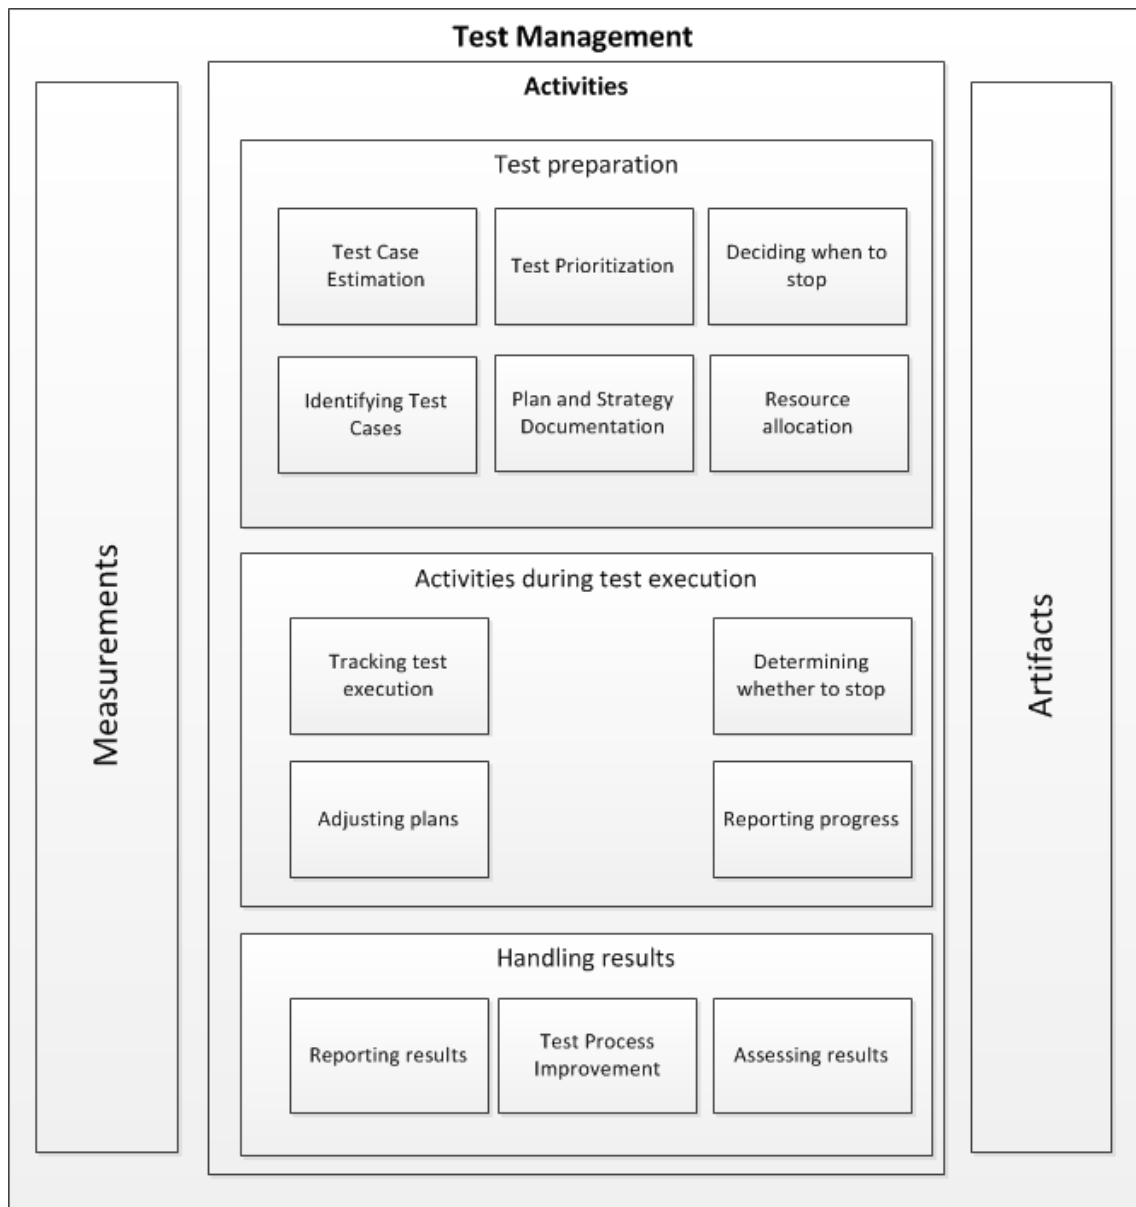 Test Management
Activities
Test preparation
Test Case
Estimation
Test Prioritization
Deciding when to
stop
Identifying Test
Cases
Plan and Strategy
Documentation
Resource
allocation
Activities during test execution
Tracking test
execution
Determining
whether to stop
Adjusting plans
Reporting progress
Handling results
Reporting results
Test Process
Improvement
Assessing results
Measurements
Artifacts